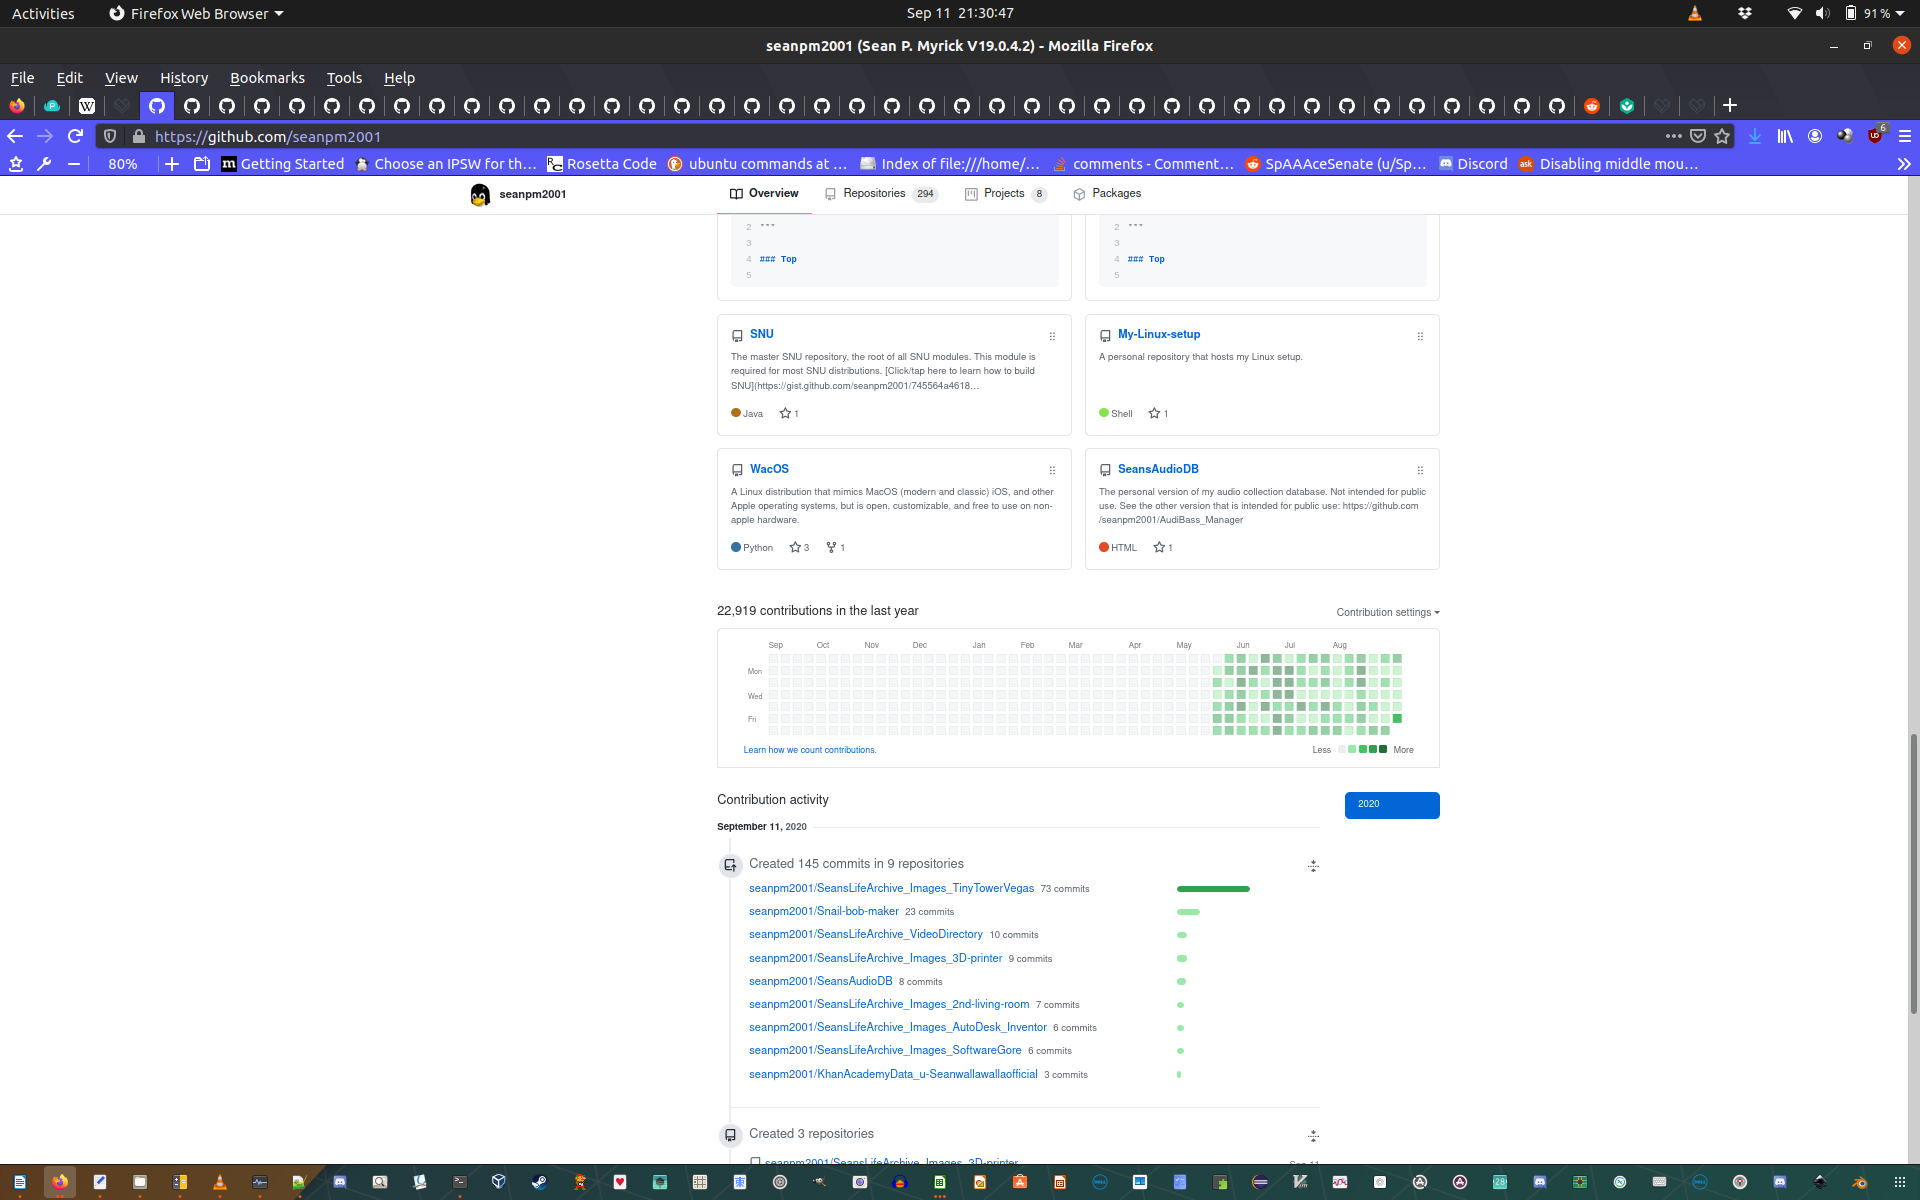 Activities
Firefox Web Browser
Sep 11 21:30:47
91 %
seanpm2001 (Sean P. Myrick V19.0.4.2) - Mozilla Firefox
File Edit View History Bookmarks Tools Help
https://github.com/seanpm2001
6
80%
Getting Started
Choose an IPSW for th…
Rosetta Code
ubuntu commands at …
Index of file:///home/…
comments - Comment…
SpAAAceSenate (u/Sp…
Discord
Disabling middle mou…
seanpm2001
Overview
Repositories 294
Projects 8
Packages
2 ---
3
4 ### Top
5
2 ---
3
4 ### Top
5
SNU
The master SNU repository, the root of all SNU modules. This module is
required for most SNU distributions. [Click/tap here to learn how to build
SNU](https://gist.github.com/seanpm2001/745564a4618…
Java 1
My-Linux-setup
A personal repository that hosts my Linux setup.
Shell 1
WacOS
A Linux distribution that mimics MacOS (modern and classic) iOS, and other
Apple operating systems, but is open, customizable, and free to use on non-
apple hardware.
Python 3 1
SeansAudioDB
The personal version of my audio collection database. Not intended for public
use. See the other version that is intended for public use: https://github.com
/seanpm2001/AudiBass_Manager
HTML 1
22,919 contributions in the last year
Contribution settings
Sep Oct Nov Dec Jan Feb Mar Apr May Jun Jul Aug
Mon
Wed
Fri
Learn how we count contributions.
Less More
Contribution activity
2020
September 11, 2020
Created 145 commits in 9 repositories
seanpm2001/SeansLifeArchive_Images_TinyTowerVegas 73 commits
seanpm2001/Snail-bob-maker 23 commits
seanpm2001/SeansLifeArchive_VideoDirectory 10 commits
seanpm2001/SeansLifeArchive_Images_3D-printer 9 commits
seanpm2001/SeansAudioDB 8 commits
seanpm2001/SeansLifeArchive_Images_2nd-living-room 7 commits
seanpm2001/SeansLifeArchive_Images_AutoDesk_Inventor 6 commits
seanpm2001/SeansLifeArchive_Images_SoftwareGore 6 commits
seanpm2001/KhanAcademyData_u-Seanwallawallaofficial 3 commits
Created 3 repositories
seanpm2001/SeansLifeArchive_Images_3D-printer
Sep 11